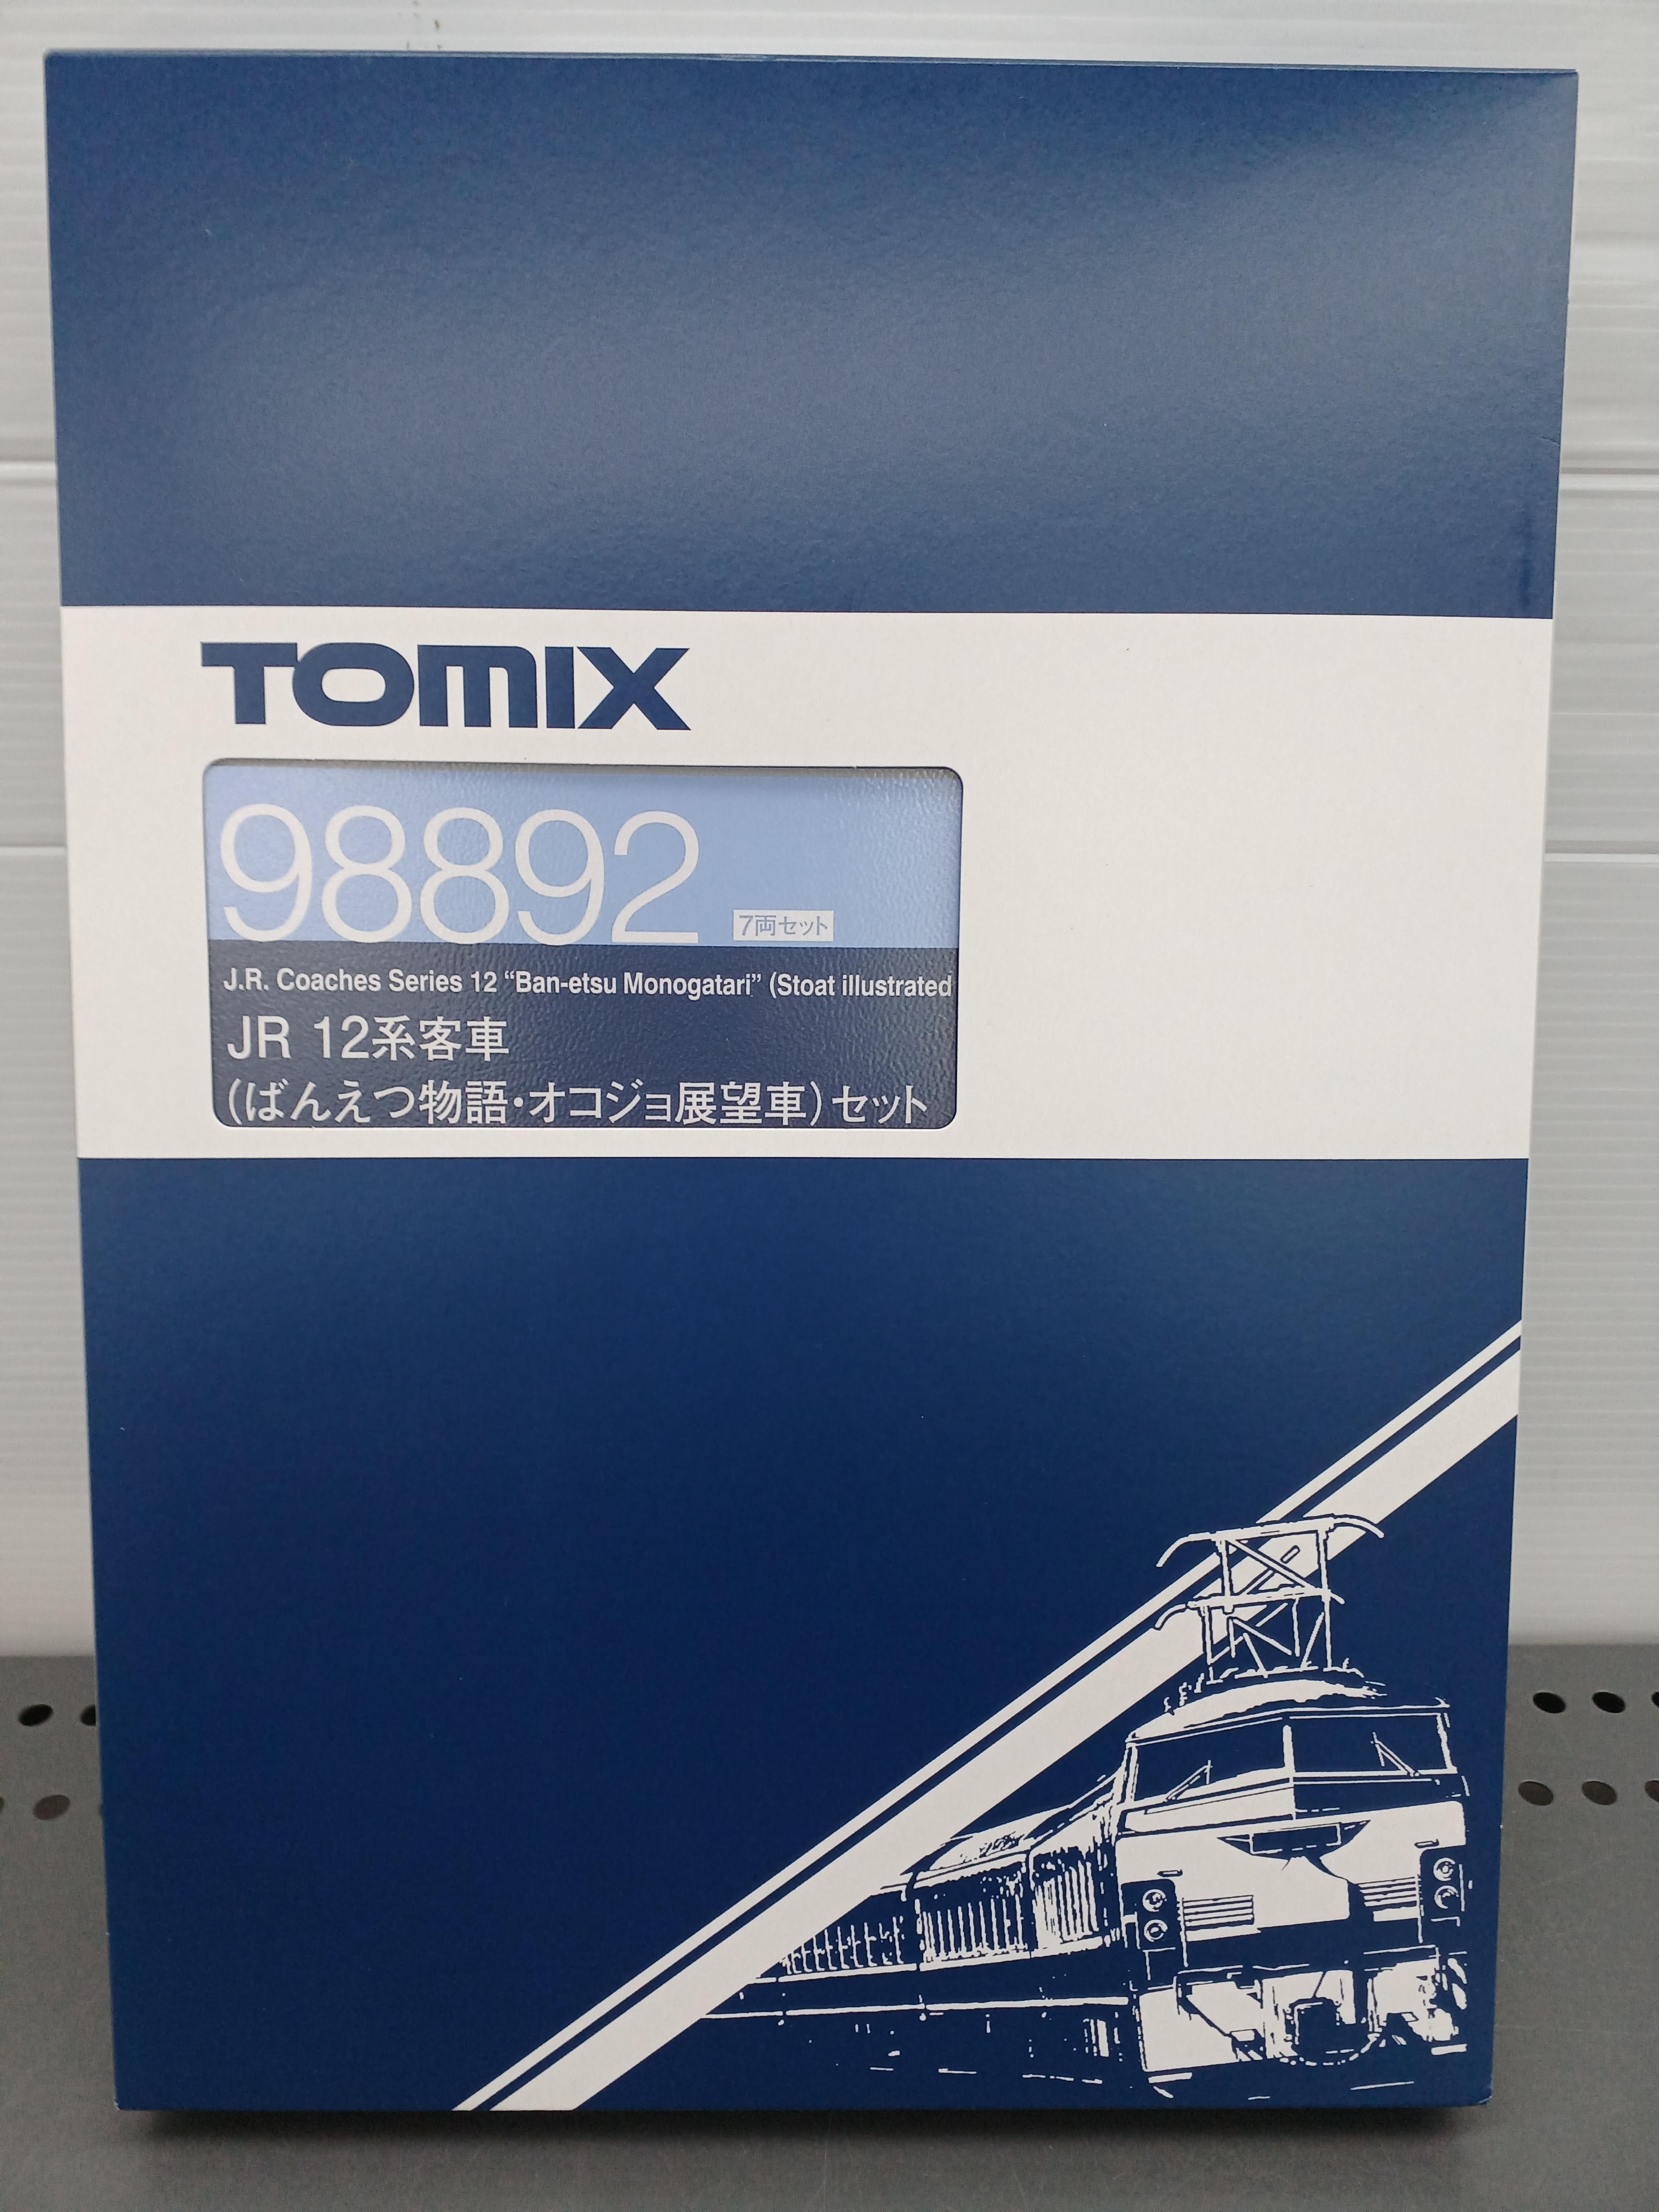 TOMIX
98892
7両セット
J.R. Coaches Series 12 “Ban-etsu Monogatari” (Stoat illustrated
JR 12系客車
(ばんえつ物語・オコジョ展望車)セット